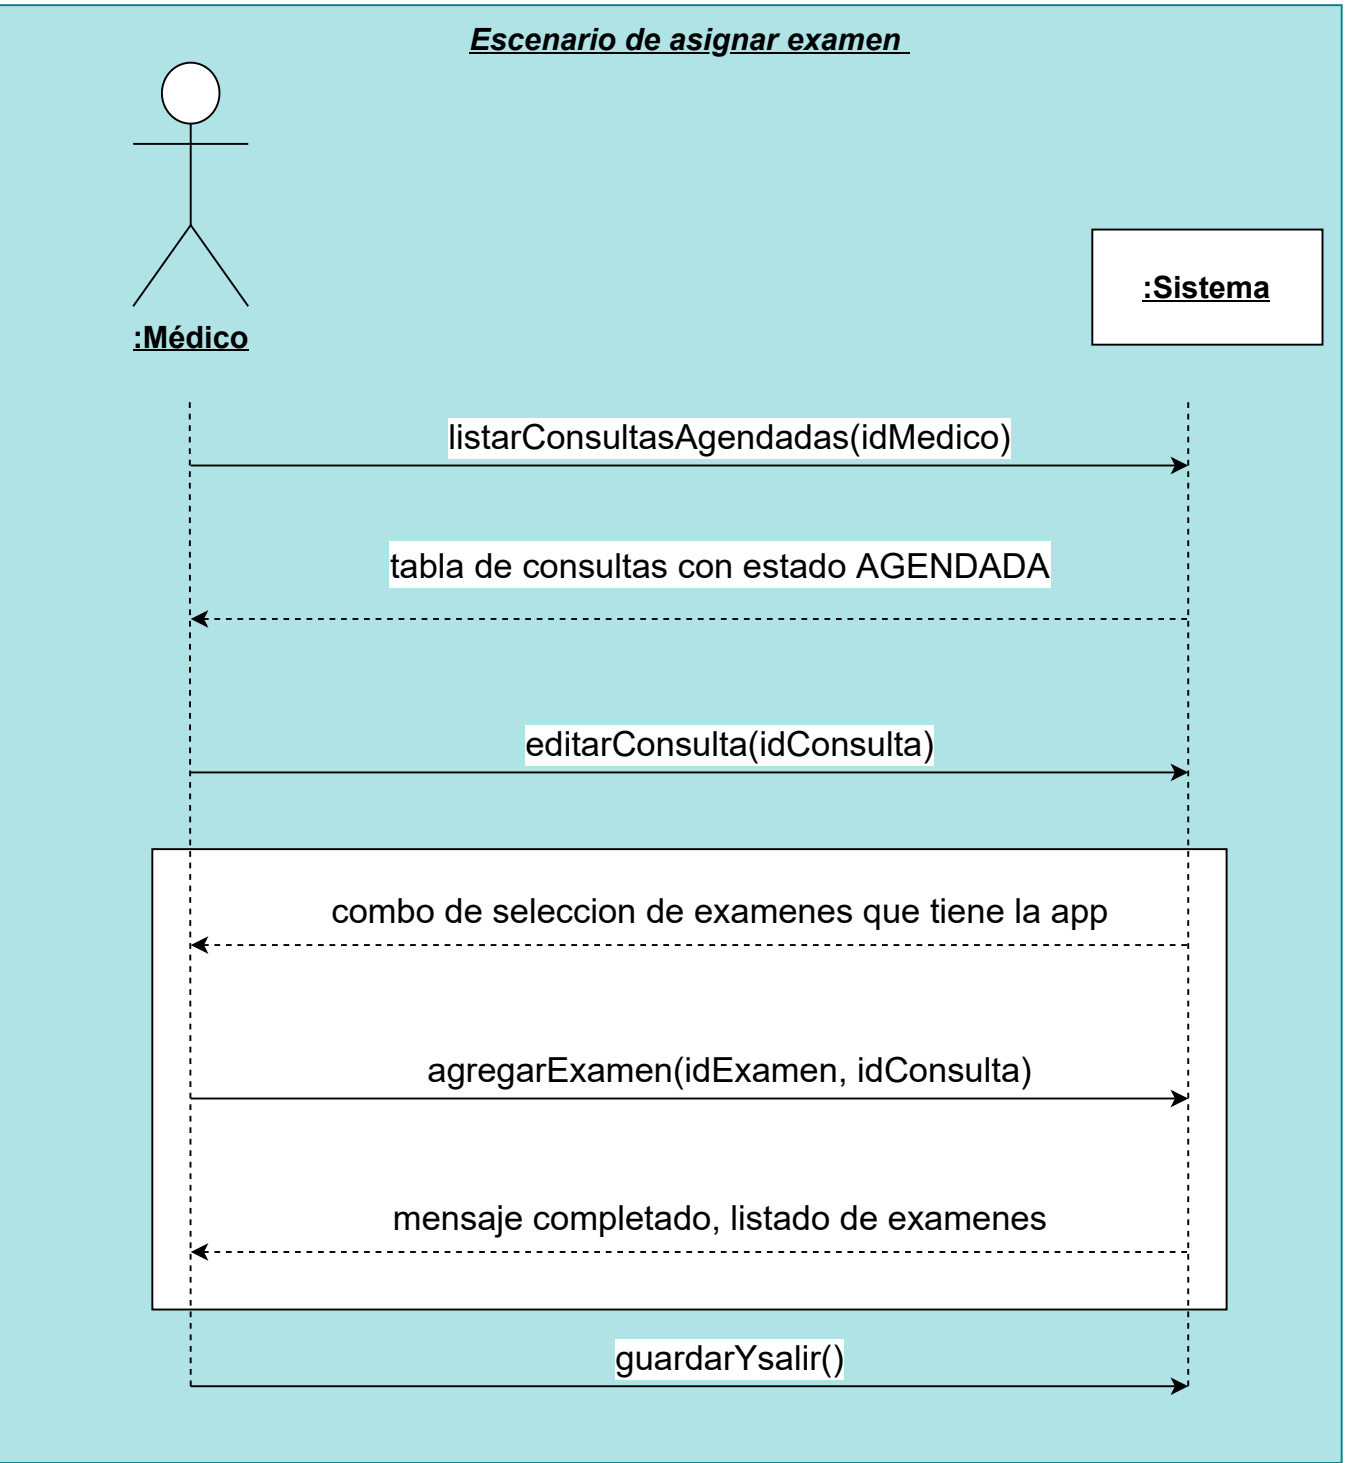 Escenario de asignar examen
:Sistema
:Médico
listarConsultasAgendadas(idMedico)
tabla de consultas con estado AGENDADA
editarConsulta(idConsulta)
combo de seleccion de examenes que tiene la app
agregarExamen(idExamen, idConsulta)
mensaje completado, listado de examenes
guardarYsalir()